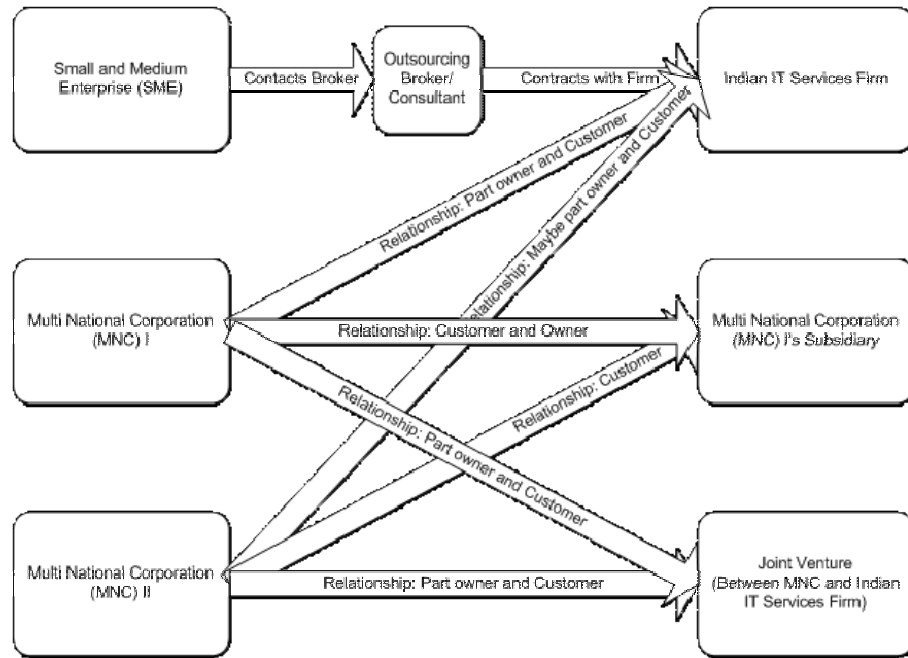 Small and Medium
Enterprise (SME)
Contacts Broker
Outsourcing
Broker/
Consultant
Contracts with Firm
Indian IT Services Firm
Relationship: Part owner and Customer
Relationship: Maybe part owner and Customer
Multi National Corporation
(MNC) I
Relationship: Customer and Owner
Multi National Corporation
(MNC) I's Subsidiary
Relationship: Customer
Relationship: Part owner and Customer
Multi National Corporation
(MNC) II
Relationship: Part owner and Customer
Joint Venture
(Between MNC and Indian
IT Services Firm)